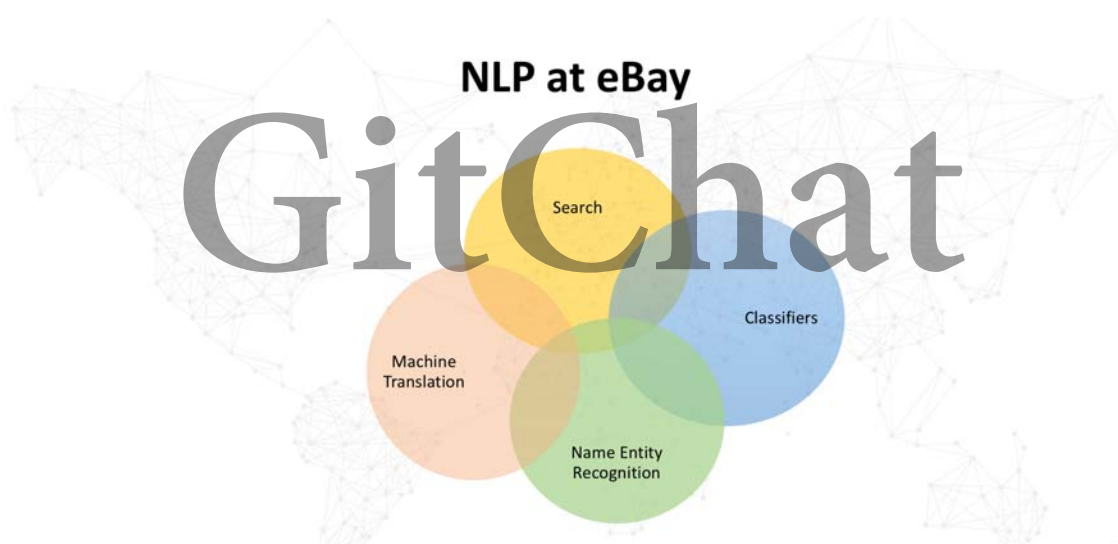 NLP at eBay
GitChat
Search
Classifiers
Machine
Translation
Name Entity
Recognition